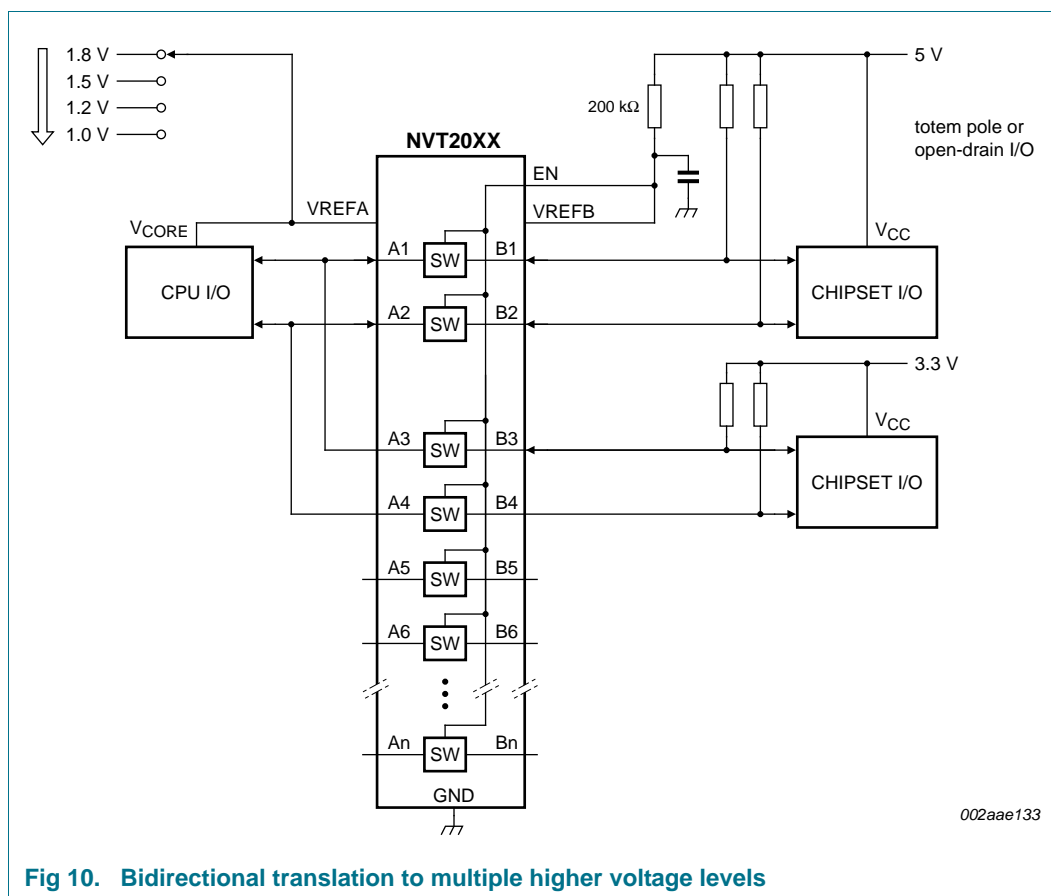 1.8 V
1.5 V
1.2 V
1.0 V
5 V
200 kΩ
totem pole or
open-drain I/O
NVT20XX
EN
VREFA
VREFB
VCORE
VCC
A1
SW
B1
CPU I/O
CHIPSET I/O
A2
SW
B2
3.3 V
VCC
A3
SW
B3
CHIPSET I/O
A4
SW
B4
A5
SW
B5
A6
SW
B6
An
SW
Bn
GND
002aae133
Fig 10. Bidirectional translation to multiple higher voltage levels